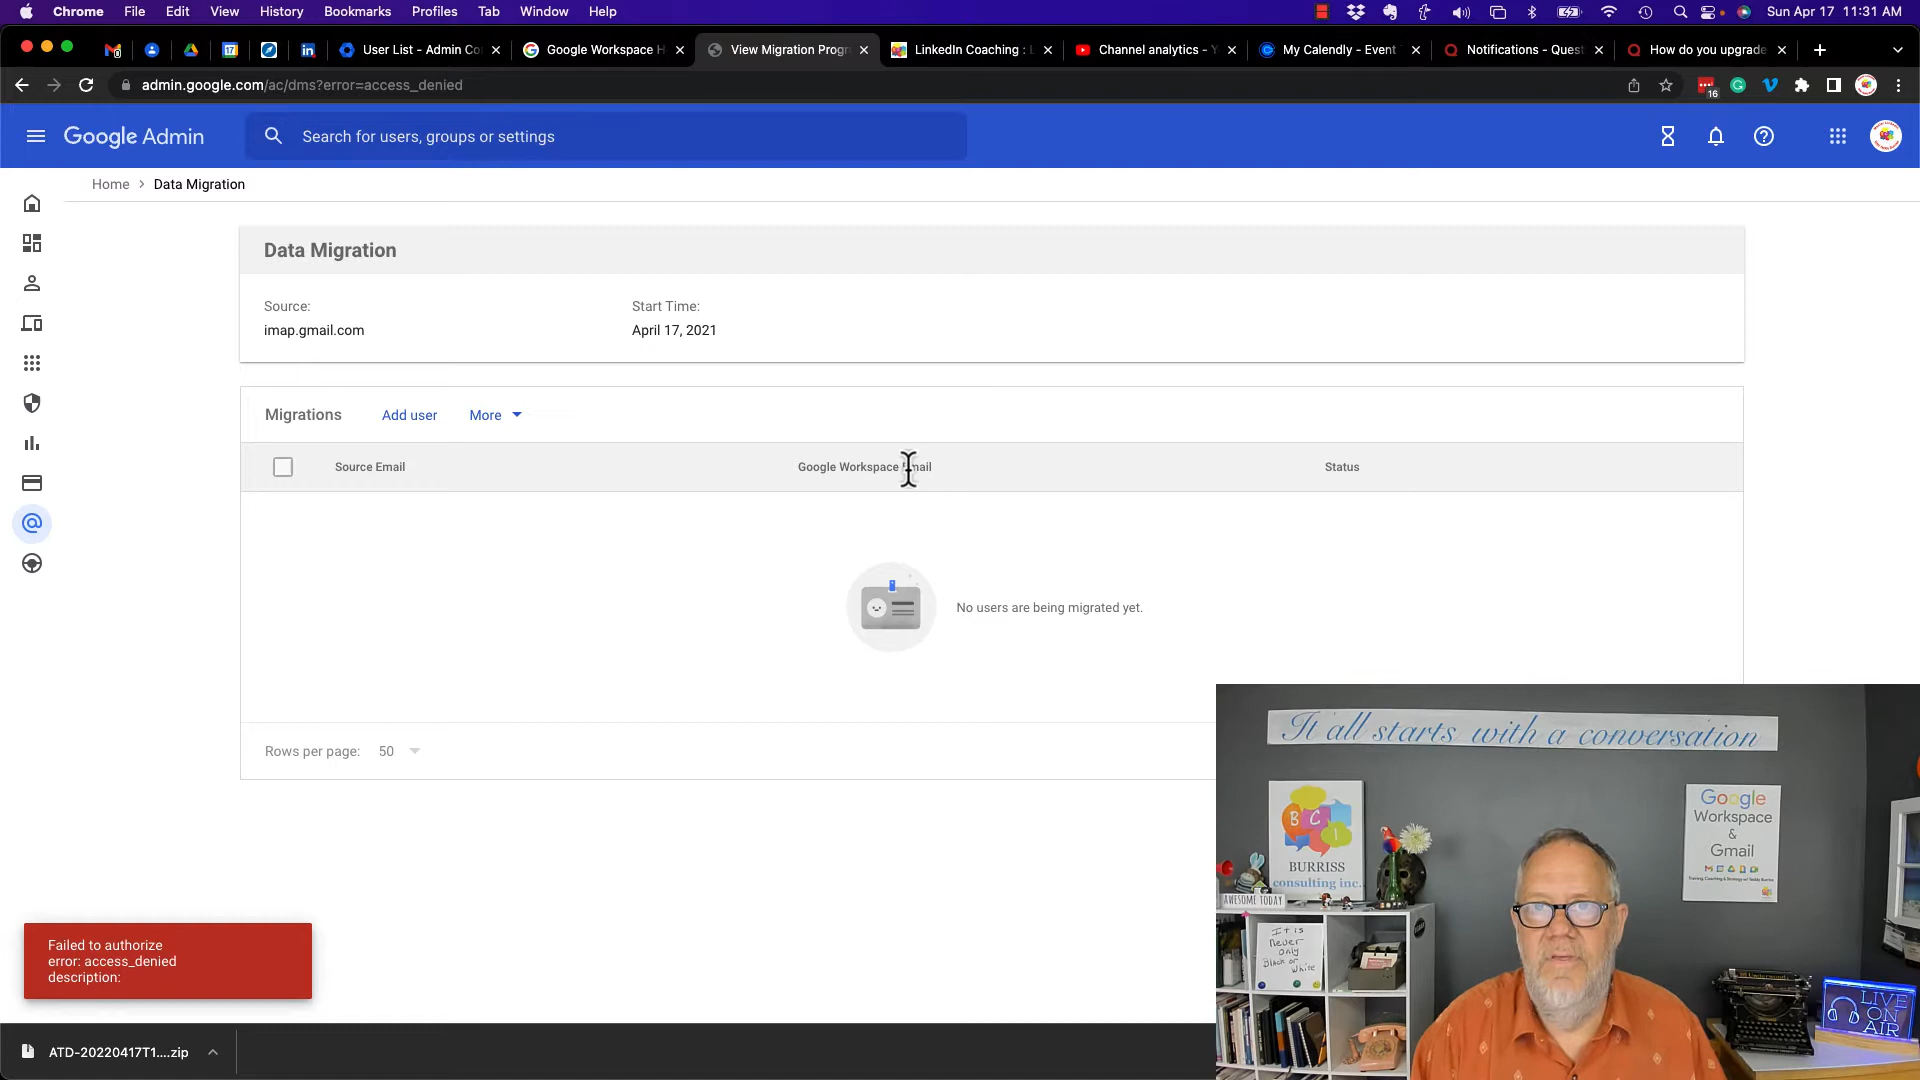 Chrome File Edit View History Bookmarks Profiles Tab Window Help Sun Apr 17 11:31 AM
User List - Admin Co Google Workspace H View Migration Progr LinkedIn Coaching : L Channel analytics - Y My Calendly - Event Notifications - Quest How do you upgrade
admin.google.com/ac/dms?error=access_denied
16
Google Admin Search for users, groups or settings
Home > Data Migration
Data Migration
Source: Start Time:
imap.gmail.com April 17, 2021
Migrations Add user More
Source Email Google Workspace Email Status
No users are being migrated yet.
Rows per page: 50
Failed to authorize
error: access_denied
description:
ATD-20220417T1....zip
It all starts with a conversation
B C I
BURRISS
consulting inc.
AWESOME TODAY
It is
Never
only
Black or
White
Google
Workspace
&
Gmail
Underwood
LIVE
ON
AIR